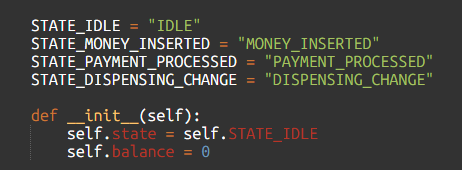 STATE_IDLE = "IDLE"
STATE_MONEY_INSERTED = "MONEY_INSERTED"
STATE_PAYMENT_PROCESSED = "PAYMENT_PROCESSED"
STATE_DISPENSING_CHANGE = "DISPENSING_CHANGE"

def __init__(self):
    self.state = self.STATE_IDLE
    self.balance = 0